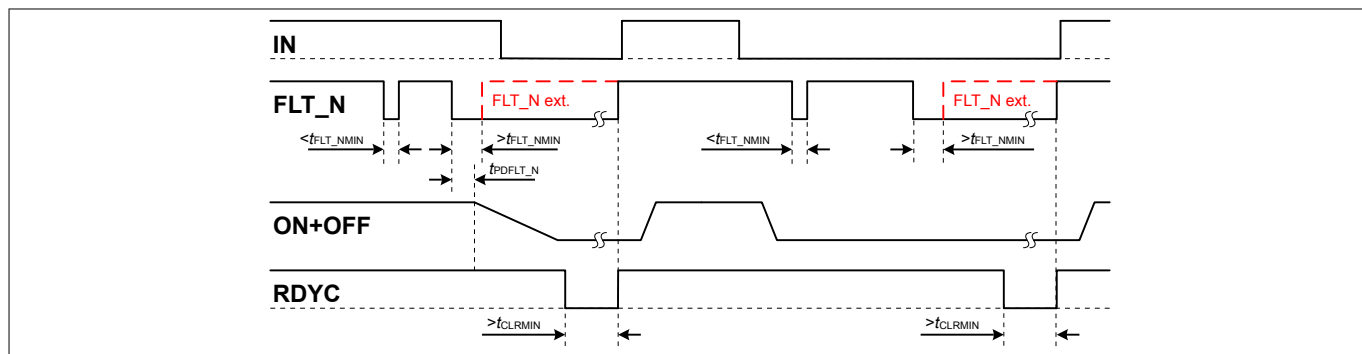 IN
FLT_N
FLT_N ext.
FLT_N ext.
<tFLT_NMIN
>tFLT_NMIN
<tFLT_NMIN
>tFLT_NMIN
tPDFLT_N
ON+OFF
RDYC
>tCLRMIN
>tCLRMIN